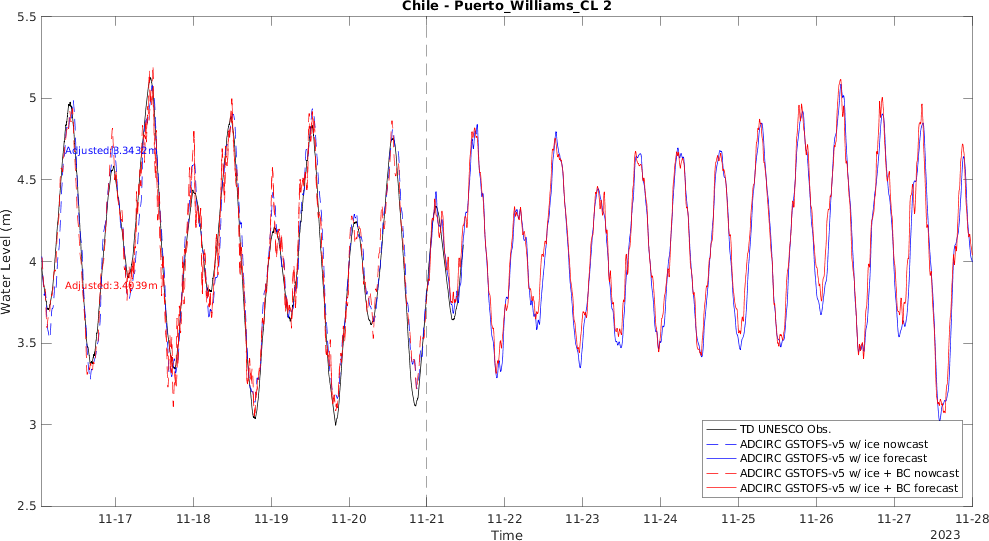 Chile - Puerto_Williams_CL 2
5.5
5
4.5
4
3.5
3
2.5
Water Level (m)
Adjusted:3.3432m
Adjusted:3.4039m
TD UNESCO Obs.
ADCIRC GSTOFS-v5 w/ ice nowcast
ADCIRC GSTOFS-v5 w/ ice forecast
ADCIRC GSTOFS-v5 w/ ice + BC nowcast
ADCIRC GSTOFS-v5 w/ ice + BC forecast
11-17 11-18 11-19 11-20 11-21 11-22 11-23 11-24 11-25 11-26 11-27 11-28
Time
2023